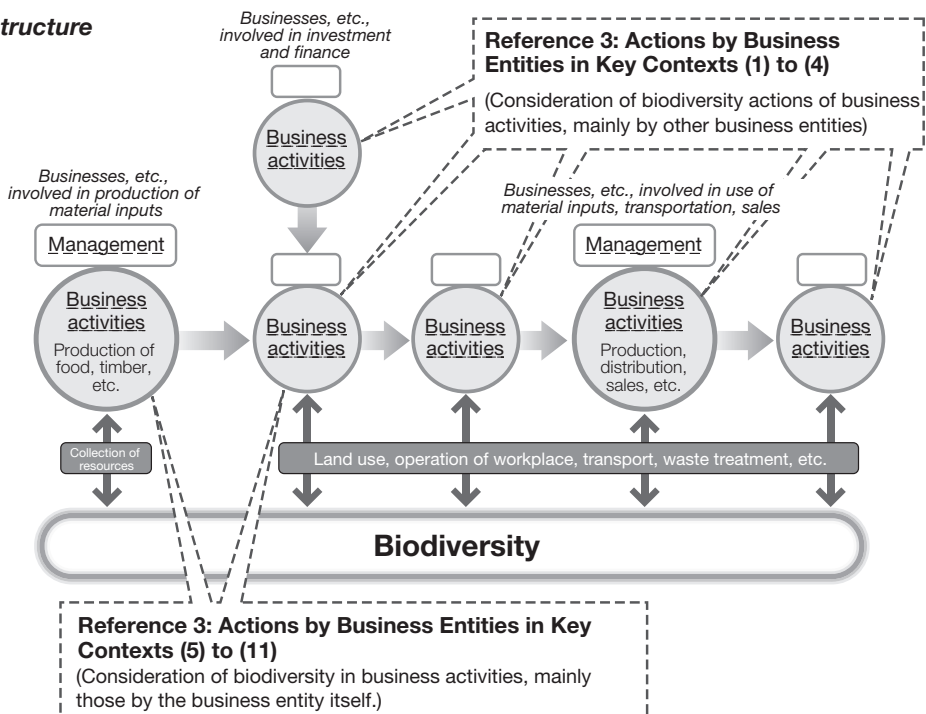 tructure
Businesses, etc.,
involved in investment
and finance
Reference 3: Actions by Business
Entities in Key Contexts (1) to (4)
(Consideration of biodiversity actions of business
activities, mainly by other business entities)
Business
activities
Businesses, etc.,
involved in production of
material inputs
Businesses, etc., involved in use of
material inputs, transportation, sales
Management
Management
Business
activities
Production of
food, timber,
etc.
Business
activities
Business
activities
Business
activities
Production,
distribution,
sales, etc.
Business
activities
Collection of
resources
Land use, operation of workplace, transport, waste treatment, etc.
Biodiversity
Reference 3: Actions by Business Entities in Key
Contexts (5) to (11)
(Consideration of biodiversity in business activities, mainly
those by the business entity itself.)